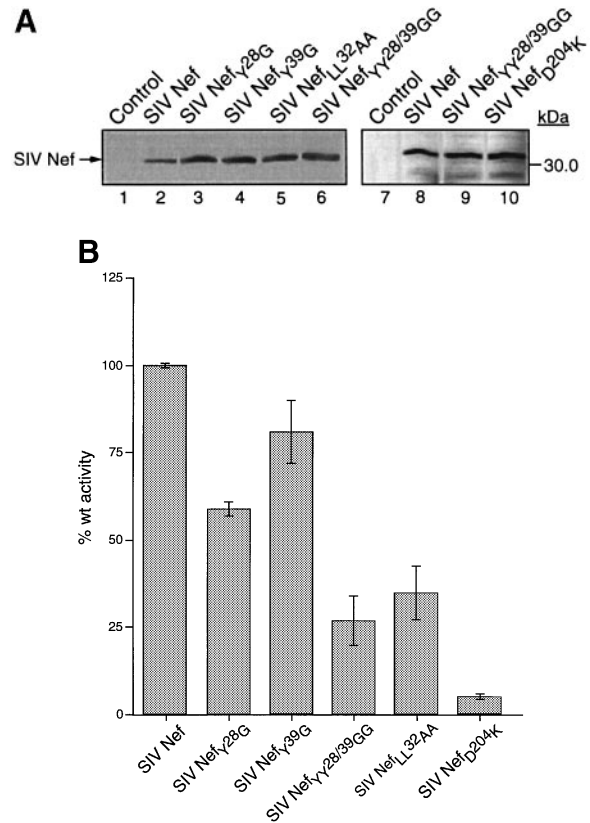 A
Control
SIV Nef
SIV NefY28G
SIV NefY39G
SIV NefLL32AA
SIV NefYY28/39GG
Control
SIV Nef
SIV NefYY28/39GG
SIV NefD204K
kDa
SIV Nef
30.0
1 2 3 4 5 6 7 8 9 10
B
125
100
75
50
25
0
% wt activity
SIV Nef
SIV NefY28G
SIV NefY39G
SIV NefYY28/39GG
SIV NefLL32AA
SIV NefD204K